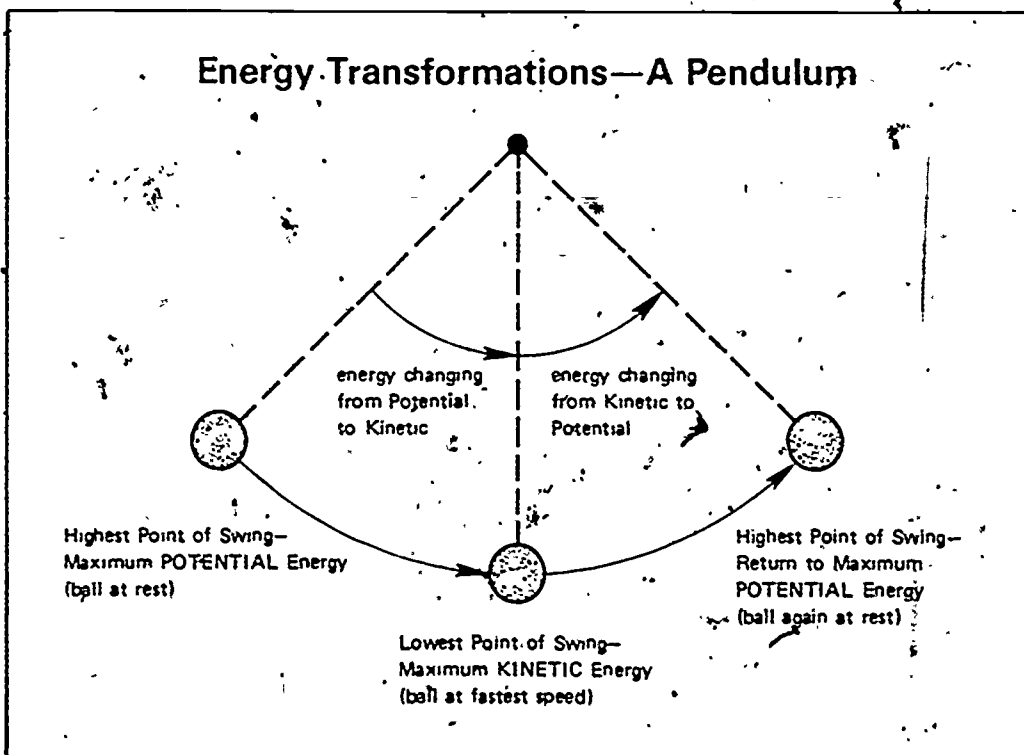 Energy Transformations—A Pendulum
energy changing
from Potential
to Kinetic
energy changing
from Kinetic to
Potential
Highest Point of Swing—
Maximum POTENTIAL Energy
(ball at rest)
Highest Point of Swing—
Return to Maximum
POTENTIAL Energy
(ball again at rest)
Lowest Point of Swing—
Maximum KINETIC Energy
(ball at fastest speed)